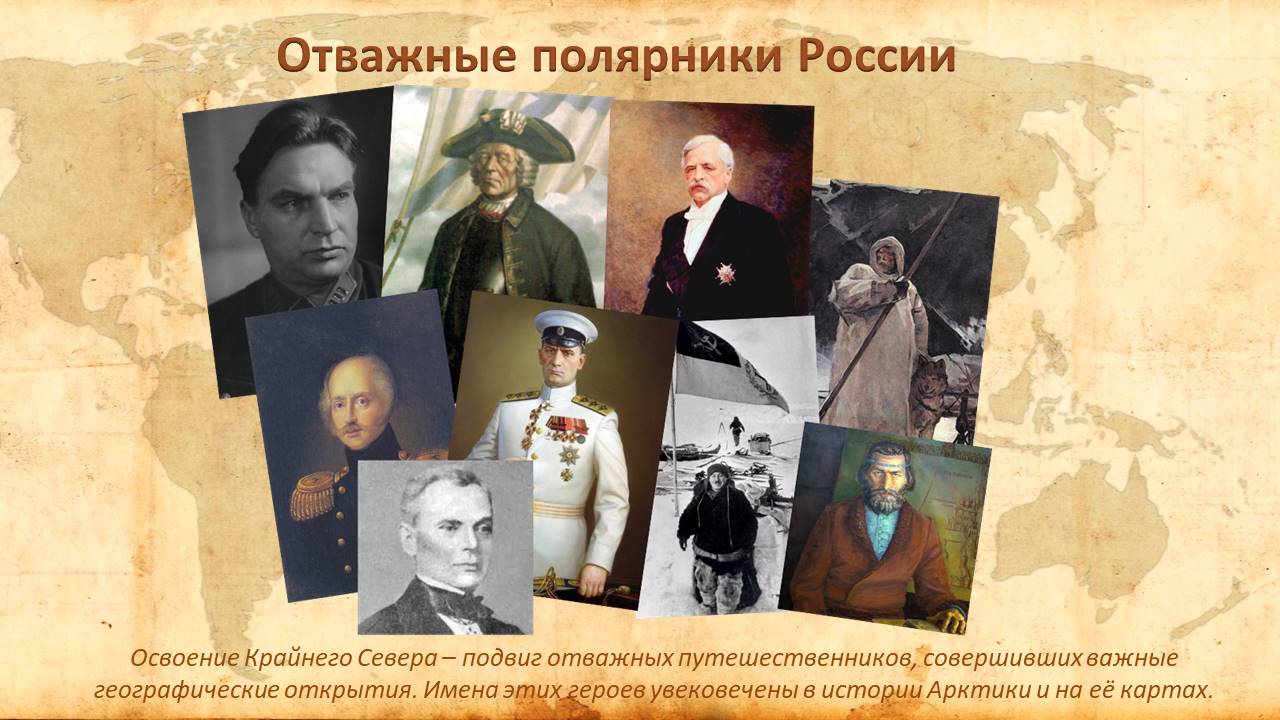 Отважные полярники России
Освоение Крайнего Севера – подвиг отважных путешественников, совершивших важные
географические открытия. Имена этих героев увековечены в истории Арктики и на её картах.